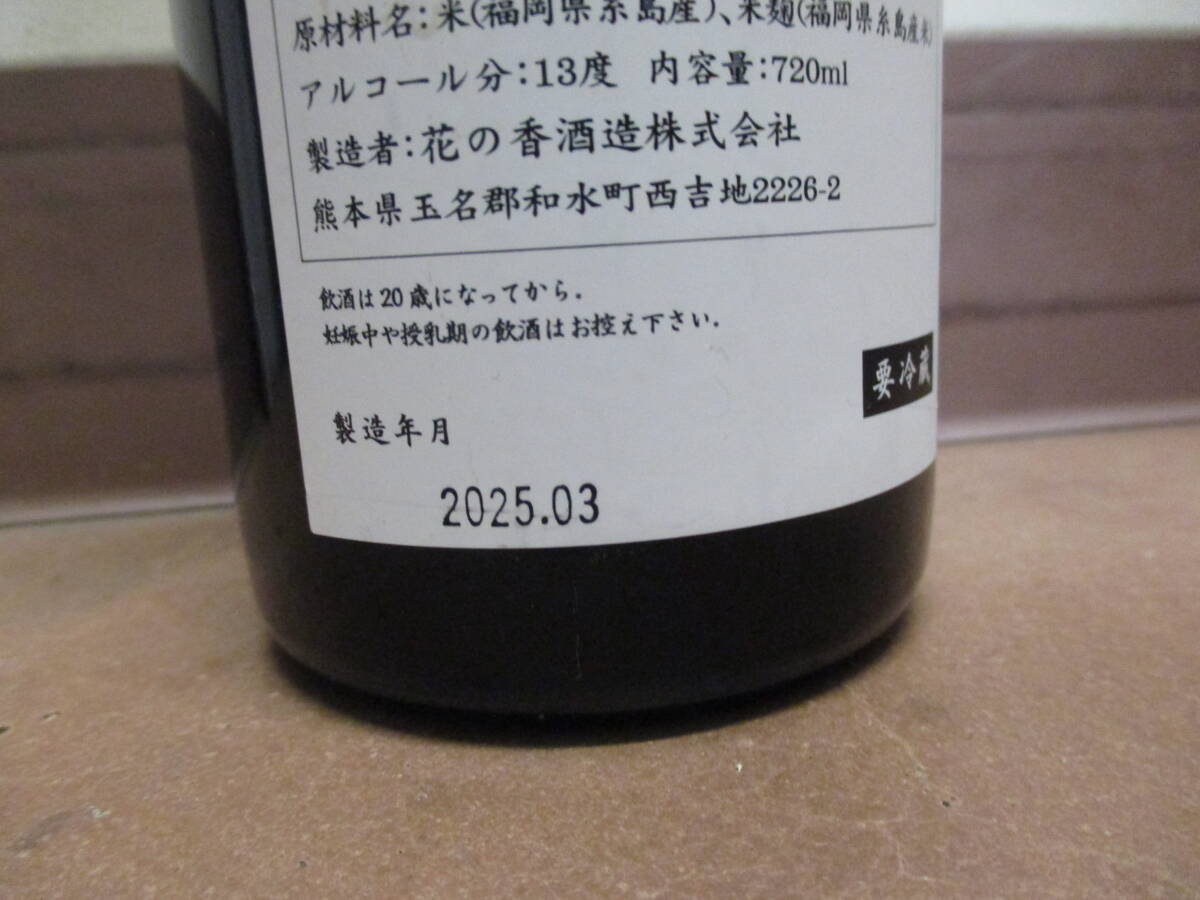 原材料名:米(福岡県糸島産)、米麹(福岡県糸島産米)
アルコール分:13度 内容量:720ml
製造者:花の香酒造株式会社
熊本県玉名郡和水町西吉地2226-2
飲酒は20歳になってから.
妊娠中や授乳期の飲酒はお控え下さい.
要冷蔵
製造年月
2025.03